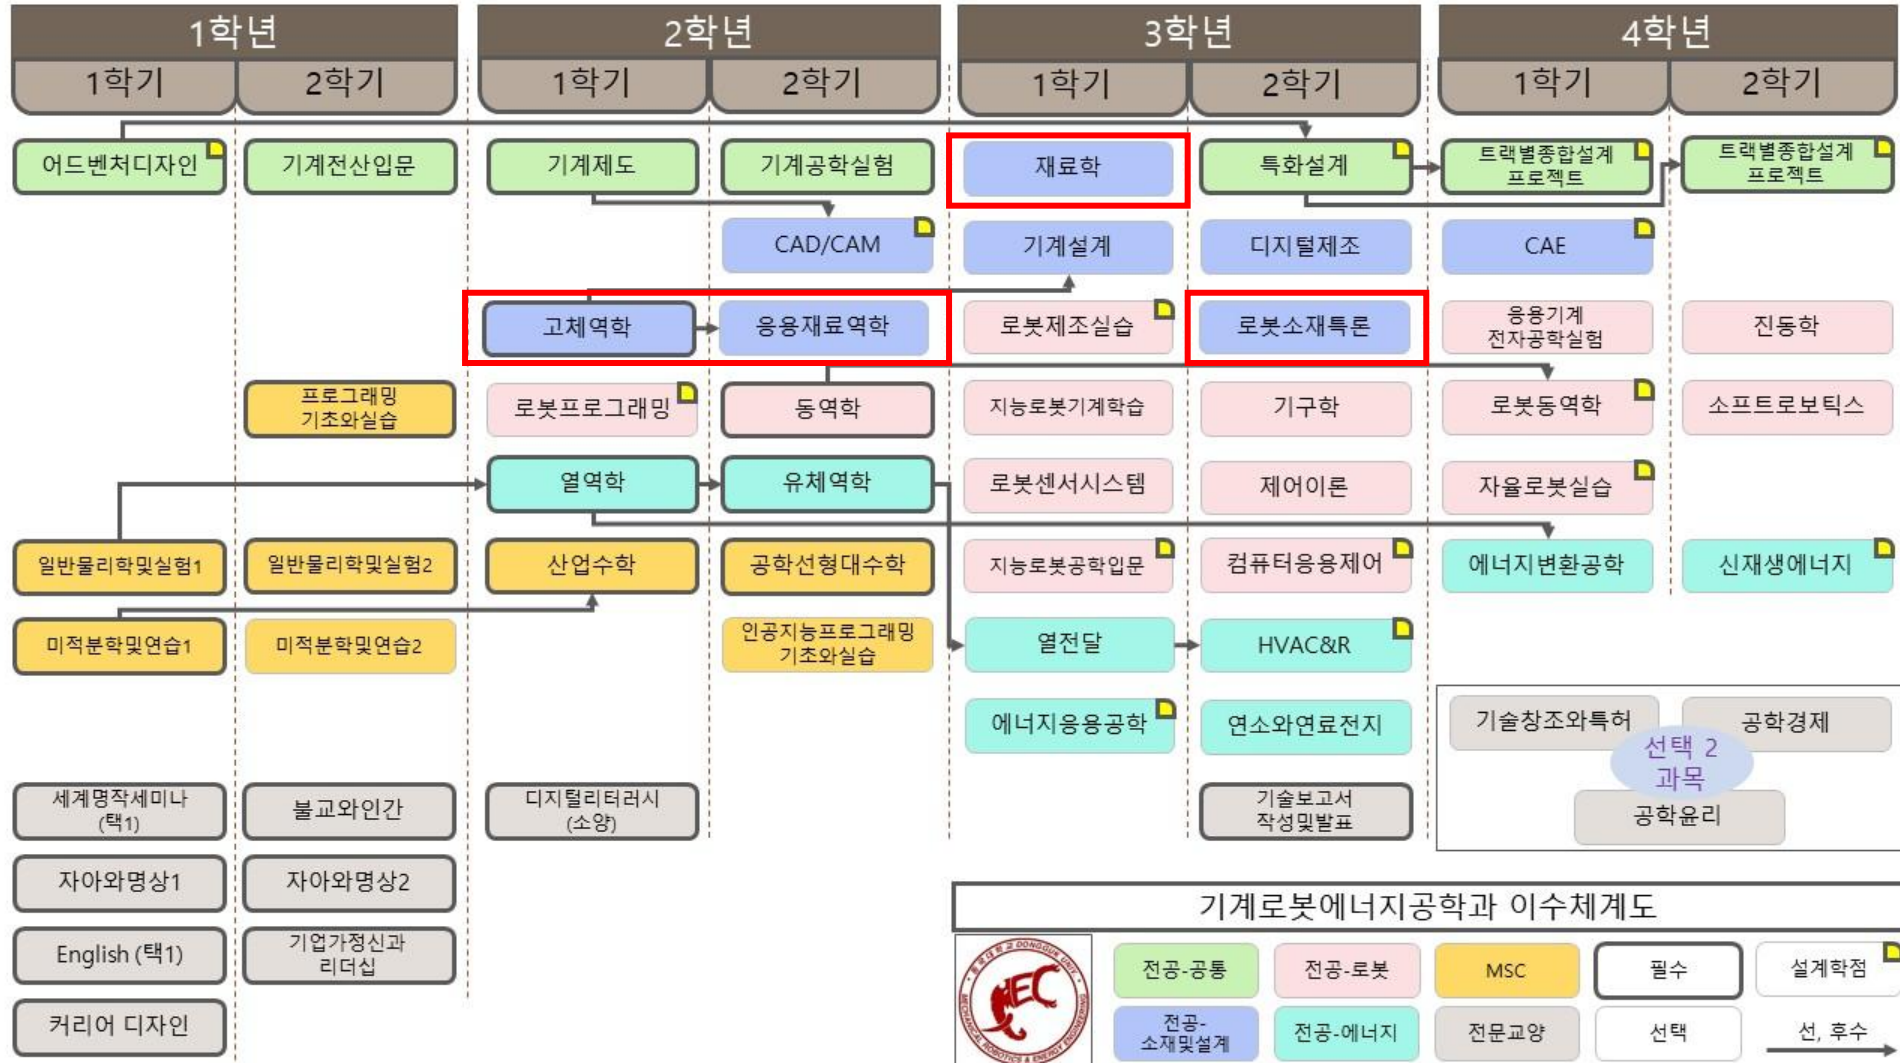 1학년
2학년
3학년
4학년
1학기
2학기
1학기
2학기
1학기
2학기
1학기
2학기
어드벤처디자인
기계전산입문
기계제도
기계공학실험
재료학
특화설계
트랙별종합설계
프로젝트
트랙별종합설계
프로젝트
CAD/CAM
기계설계
디지털제조
CAE
고체역학
응용재료역학
로봇제조실습
로봇소재특론
응용기계
전자공학실험
진동학
프로그래밍
기초와실습
로봇프로그래밍
동역학
지능로봇기계학습
기구학
로봇동역학
소프트로보틱스
열역학
유체역학
로봇센서시스템
제어이론
자율로봇실습
일반물리학및실험1
일반물리학및실험2
산업수학
공학선형대수학
지능로봇공학입문
컴퓨터응용제어
에너지변환공학
신재생에너지
미적분학및연습1
미적분학및연습2
인공지능프로그래밍
기초와실습
열전달
HVAC&R
에너지응용공학
연소와연료전지
기술창조와특허
공학경제
선택 2
과목
공학윤리
세계명작세미나
(택1)
불교와인간
디지털리터러시
(소양)
기술보고서
작성및발표
자아와명상1
자아와명상2
English (택1)
기업가정신과
리더십
커리어 디자인
기계로봇에너지공학과 이수체계도
전공-공통
전공-로봇
MSC
필수
설계학점
전공-
소재및설계
전공-에너지
전문교양
선택
선, 후수
동국대학교 DONGGUK UNIV.
MEC
MECHANICAL ROBOTICS & ENERGY ENGINEERING